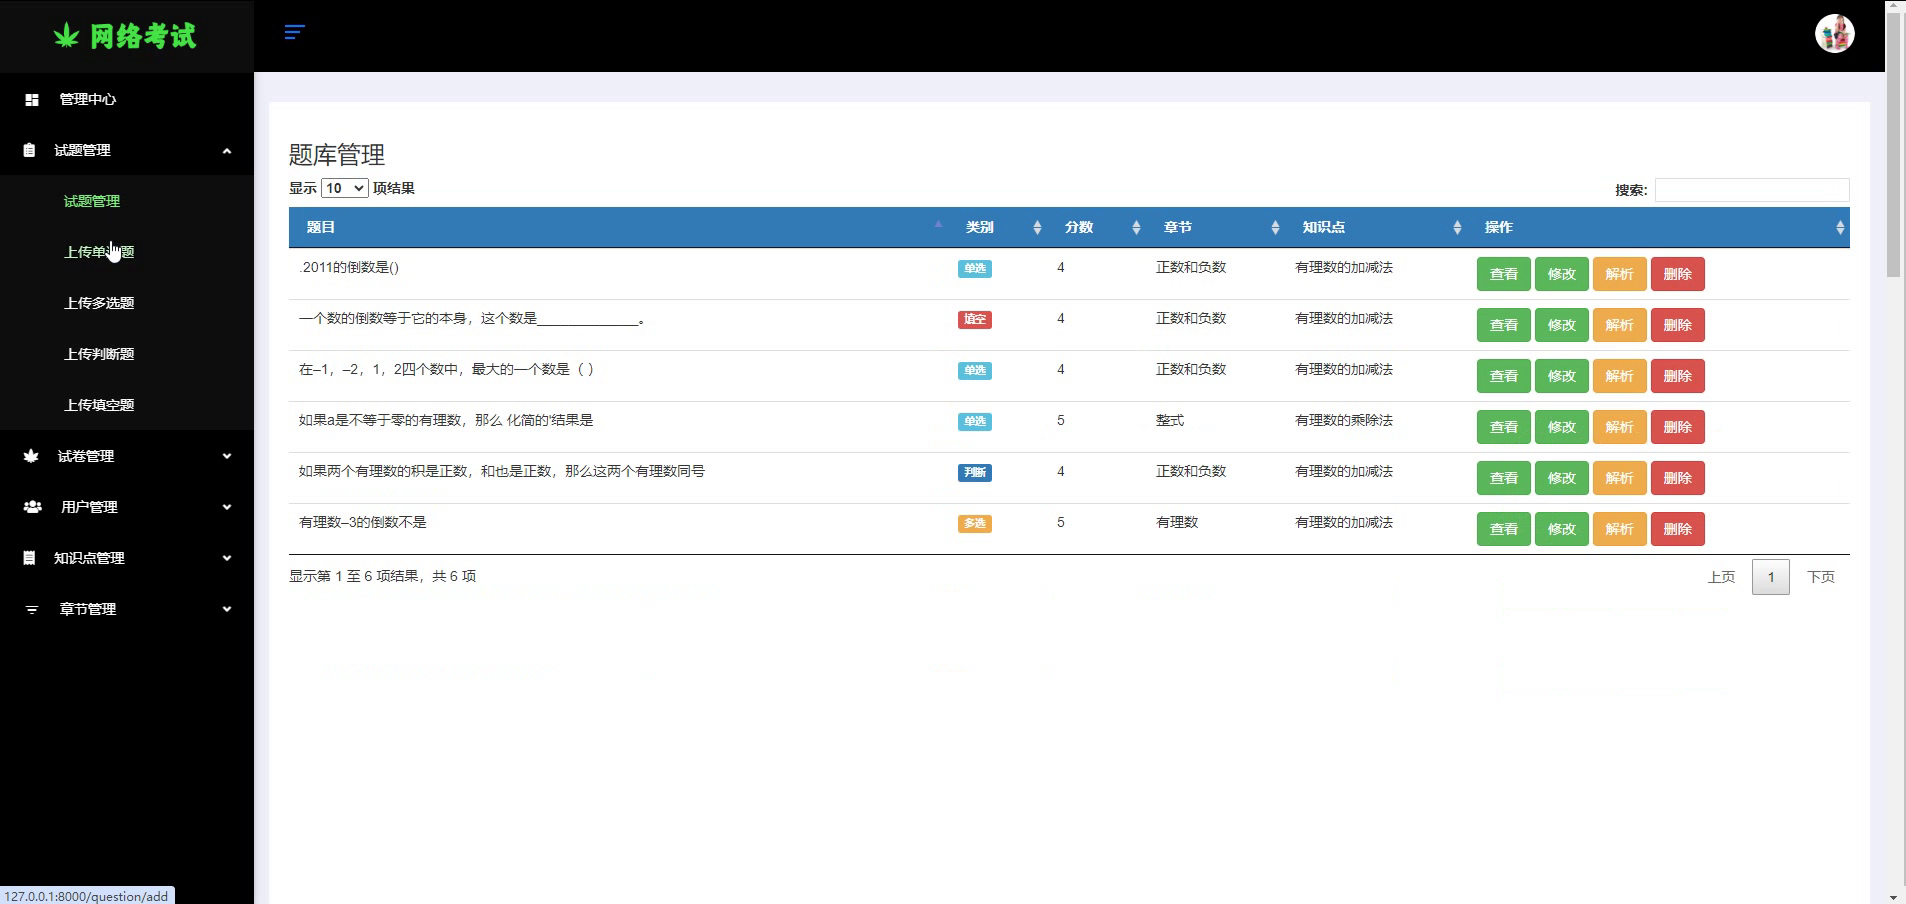 网络考试
管理中心
试题管理
试题管理
上传单选题
上传多选题
上传判断题
上传填空题
试卷管理
用户管理
知识点管理
章节管理
题库管理
显示 10 项结果
搜索:
题目 类别 分数 章节 知识点 操作
.2011的倒数是() 单选 4 正数和负数 有理数的加减法 查看 修改 解析 删除
一个数的倒数等于它的本身，这个数是______________。 填空 4 正数和负数 有理数的加减法 查看 修改 解析 删除
在–1，–2，1，2四个数中，最大的一个数是（ ） 单选 4 正数和负数 有理数的加减法 查看 修改 解析 删除
如果a是不等于零的有理数，那么 化简的'结果是 单选 5 整式 有理数的乘除法 查看 修改 解析 删除
如果两个有理数的积是正数，和也是正数，那么这两个有理数同号 判断 4 正数和负数 有理数的加减法 查看 修改 解析 删除
有理数–3的倒数不是 多选 5 有理数 有理数的加减法 查看 修改 解析 删除
显示第 1 至 6 项结果，共 6 项
上页 1 下页
127.0.0.1:8000/question/add